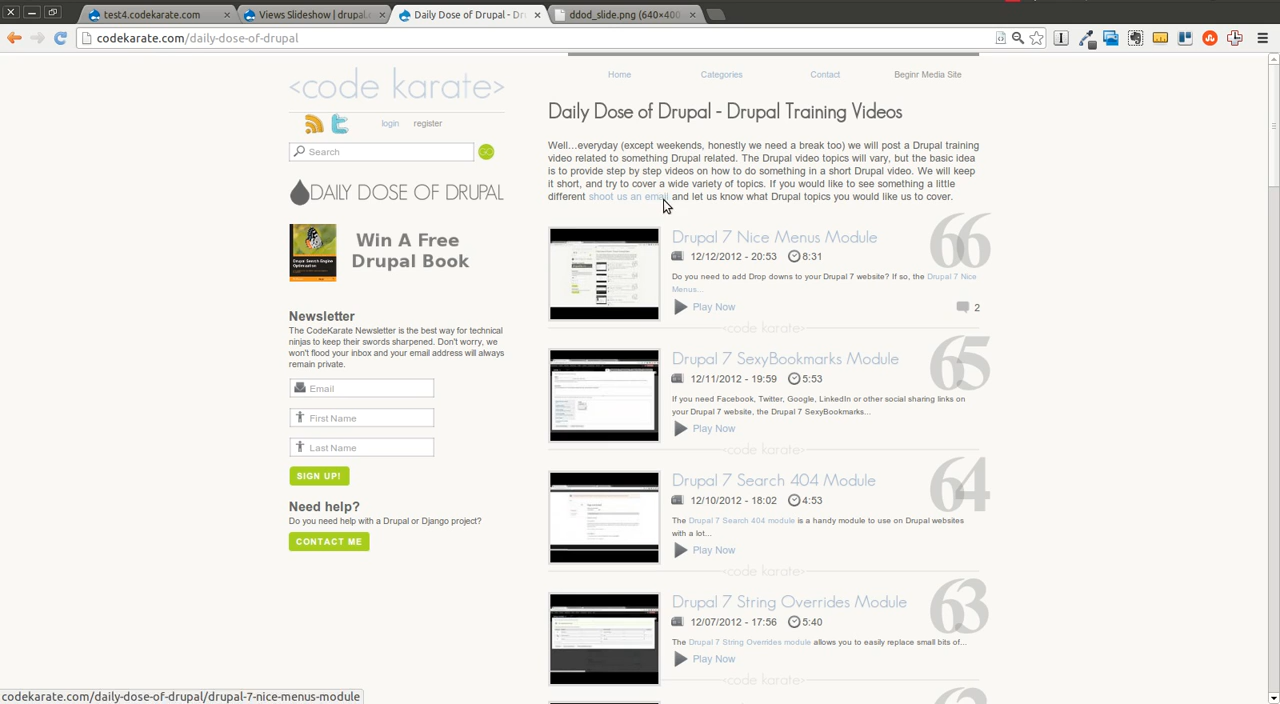 test4.codekarate.com
Views Slideshow | drupal.c
Daily Dose of Drupal - Dr
ddod_slide.png (640×400
codekarate.com/daily-dose-of-drupal
<code karate>
login
register
Search
GO
DAILY DOSE OF DRUPAL
Win A Free
Drupal Book
Newsletter
The CodeKarate Newsletter is the best way for technical
ninjas to keep their swords sharpened. Don't worry, we
won't flood your inbox and your email address will always
remain private.
Email
First Name
Last Name
SIGN UP!
Need help?
Do you need help with a Drupal or Django project?
CONTACT ME
Home
Categories
Contact
Beginr Media Site
Daily Dose of Drupal - Drupal Training Videos
Well...everyday (except weekends, honestly we need a break too) we will post a Drupal training
video related to something Drupal related. The Drupal video topics will vary, but the basic idea
is to provide step by step videos on how to do something in a short Drupal video. We will keep
it short, and try to cover a wide variety of topics. If you would like to see something a little
different shoot us an email and let us know what Drupal topics you would like us to cover.
Drupal 7 Nice Menus Module
66
12/12/2012 - 20:53 8:31
Do you need to add Drop downs to your Drupal 7 website? If so, the Drupal 7 Nice
Menus...
Play Now
2
<code karate>
Drupal 7 SexyBookmarks Module
65
12/11/2012 - 19:59 5:53
If you need Facebook, Twitter, Google, LinkedIn or other social sharing links on
your Drupal 7 website, the Drupal 7 SexyBookmarks...
Play Now
<code karate>
Drupal 7 Search 404 Module
64
12/10/2012 - 18:02 4:53
The Drupal 7 Search 404 module is a handy module to use on Drupal websites
with a lot...
Play Now
<code karate>
Drupal 7 String Overrides Module
63
12/07/2012 - 17:56 5:40
The Drupal 7 String Overrides module allows you to easily replace small bits of...
Play Now
<code karate>
codekarate.com/daily-dose-of-drupal/drupal-7-nice-menus-module